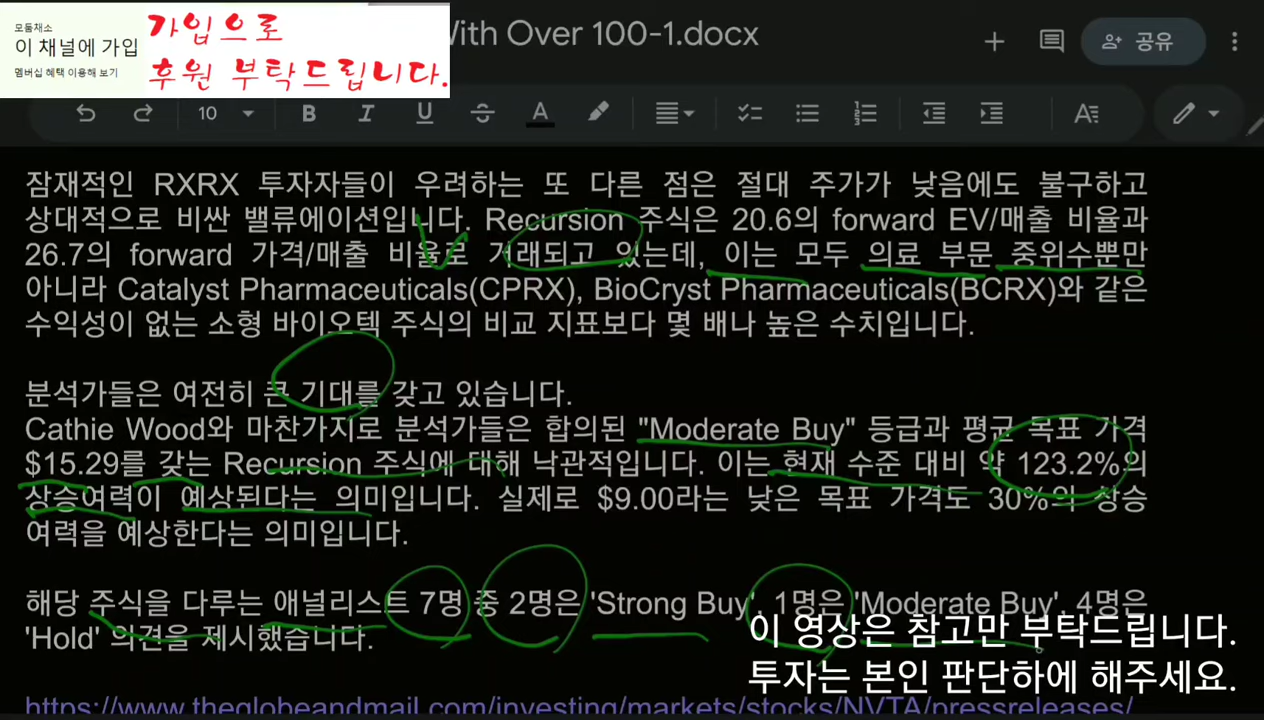 모둠채소
이 채널에 가입
멤버십 혜택 이용해 보기
가입으로
후원 부탁드립니다.
With Over 100-1.docx
공유
10
B I U S A
잠재적인 RXRX 투자자들이 우려하는 또 다른 점은 절대 주가가 낮음에도 불구하고
상대적으로 비싼 밸류에이션입니다. Recursion 주식은 20.6의 forward EV/매출 비율과
26.7의 forward 가격/매출 비율로 거래되고 있는데, 이는 모두 의료 부문 중위수뿐만
아니라 Catalyst Pharmaceuticals(CPRX), BioCryst Pharmaceuticals(BCRX)와 같은
수익성이 없는 소형 바이오텍 주식의 비교 지표보다 몇 배나 높은 수치입니다.
분석가들은 여전히 큰 기대를 갖고 있습니다.
Cathie Wood와 마찬가지로 분석가들은 합의된 "Moderate Buy" 등급과 평균 목표 가격
$15.29를 갖는 Recursion 주식에 대해 낙관적입니다. 이는 현재 수준 대비 약 123.2%의
상승여력이 예상된다는 의미입니다. 실제로 $9.00라는 낮은 목표 가격도 30%의 상승
여력을 예상한다는 의미입니다.
해당 주식을 다루는 애널리스트 7명 중 2명은 'Strong Buy', 1명은 'Moderate Buy', 4명은
'Hold' 의견을 제시했습니다.
이 영상은 참고만 부탁드립니다.
투자는 본인 판단하에 해주세요.
https://www.theglobeandmail.com/investing/markets/stocks/NVTA/pressreleases/